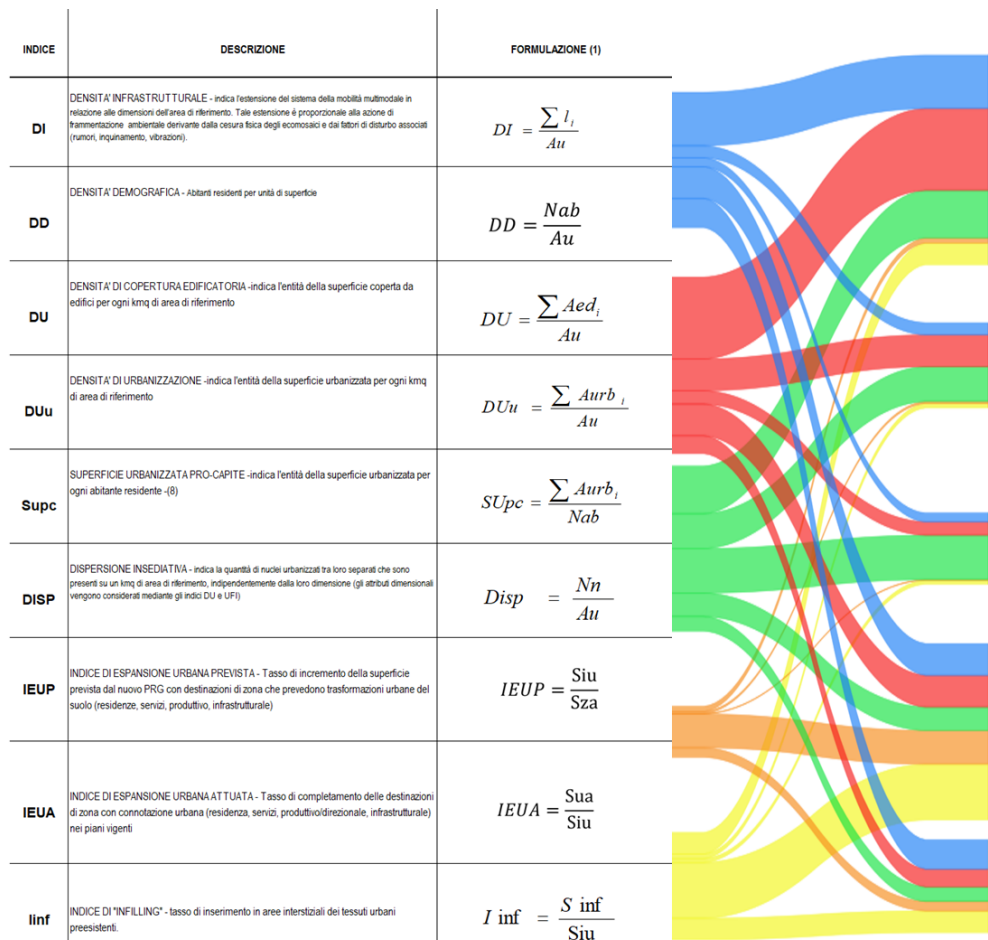 INDICE DESCRIZIONE FORMULAZIONE (1)
DI
DENSITA' INFRASTRUTTURALE - indica l'estensione del sistema della mobilità multimodale in
relazione alle dimensioni dell'area di riferimento. Tale estensione è proporzionale alla azione di
frammentazione ambientale derivante dalla cesura fisica degli ecomosaici e dai fattori di disturbo associati
(rumori, inquinamento, vibrazioni).
DI = ∑ l_i / Au
DD
DENSITA' DEMOGRAFICA - Abitanti residenti per unità di superficie
DD = Nab / Au
DU
DENSITA' DI COPERTURA EDIFICATORIA -indica l'entità della superficie coperta da
edifici per ogni kmq di area di riferimento
DU = ∑ Aed_i / Au
DUu
DENSITA' DI URBANIZZAZIONE -indica l'entità della superficie urbanizzata per ogni kmq
di area di riferimento
DUu = ∑ Aurb_i / Au
Supc
SUPERFICIE URBANIZZATA PRO-CAPITE -indica l'entità della superficie urbanizzata per
ogni abitante residente -(8)
SUpc = ∑ Aurb_i / Nab
DISP
DISPERSIONE INSEDIATIVA - indica la quantità di nuclei urbanizzati tra loro separati che sono
presenti su un kmq di area di riferimento, indipendentemente dalla loro dimensione (gli attributi dimensionali
vengono considerati mediante gli indici DU e UFI)
Disp = Nn / Au
IEUP
INDICE DI ESPANSIONE URBANA PREVISTA - Tasso di incremento della superficie
prevista dal nuovo PRG con destinazioni di zona che prevedono trasformazioni urbane del
suolo (residenze, servizi, produttivo, infrastrutturale)
IEUP = Siu / Sza
IEUA
INDICE DI ESPANSIONE URBANA ATTUATA - Tasso di completamento delle destinazioni
di zona con connotazione urbana (residenza, servizi, produttivo/direzionale, infrastrutturale)
nei piani vigenti
IEUA = Sua / Siu
Iinf
INDICE DI "INFILLING" - tasso di inserimento in aree interstiziali dei tessuti urbani
preesistenti.
I inf = S inf / Siu